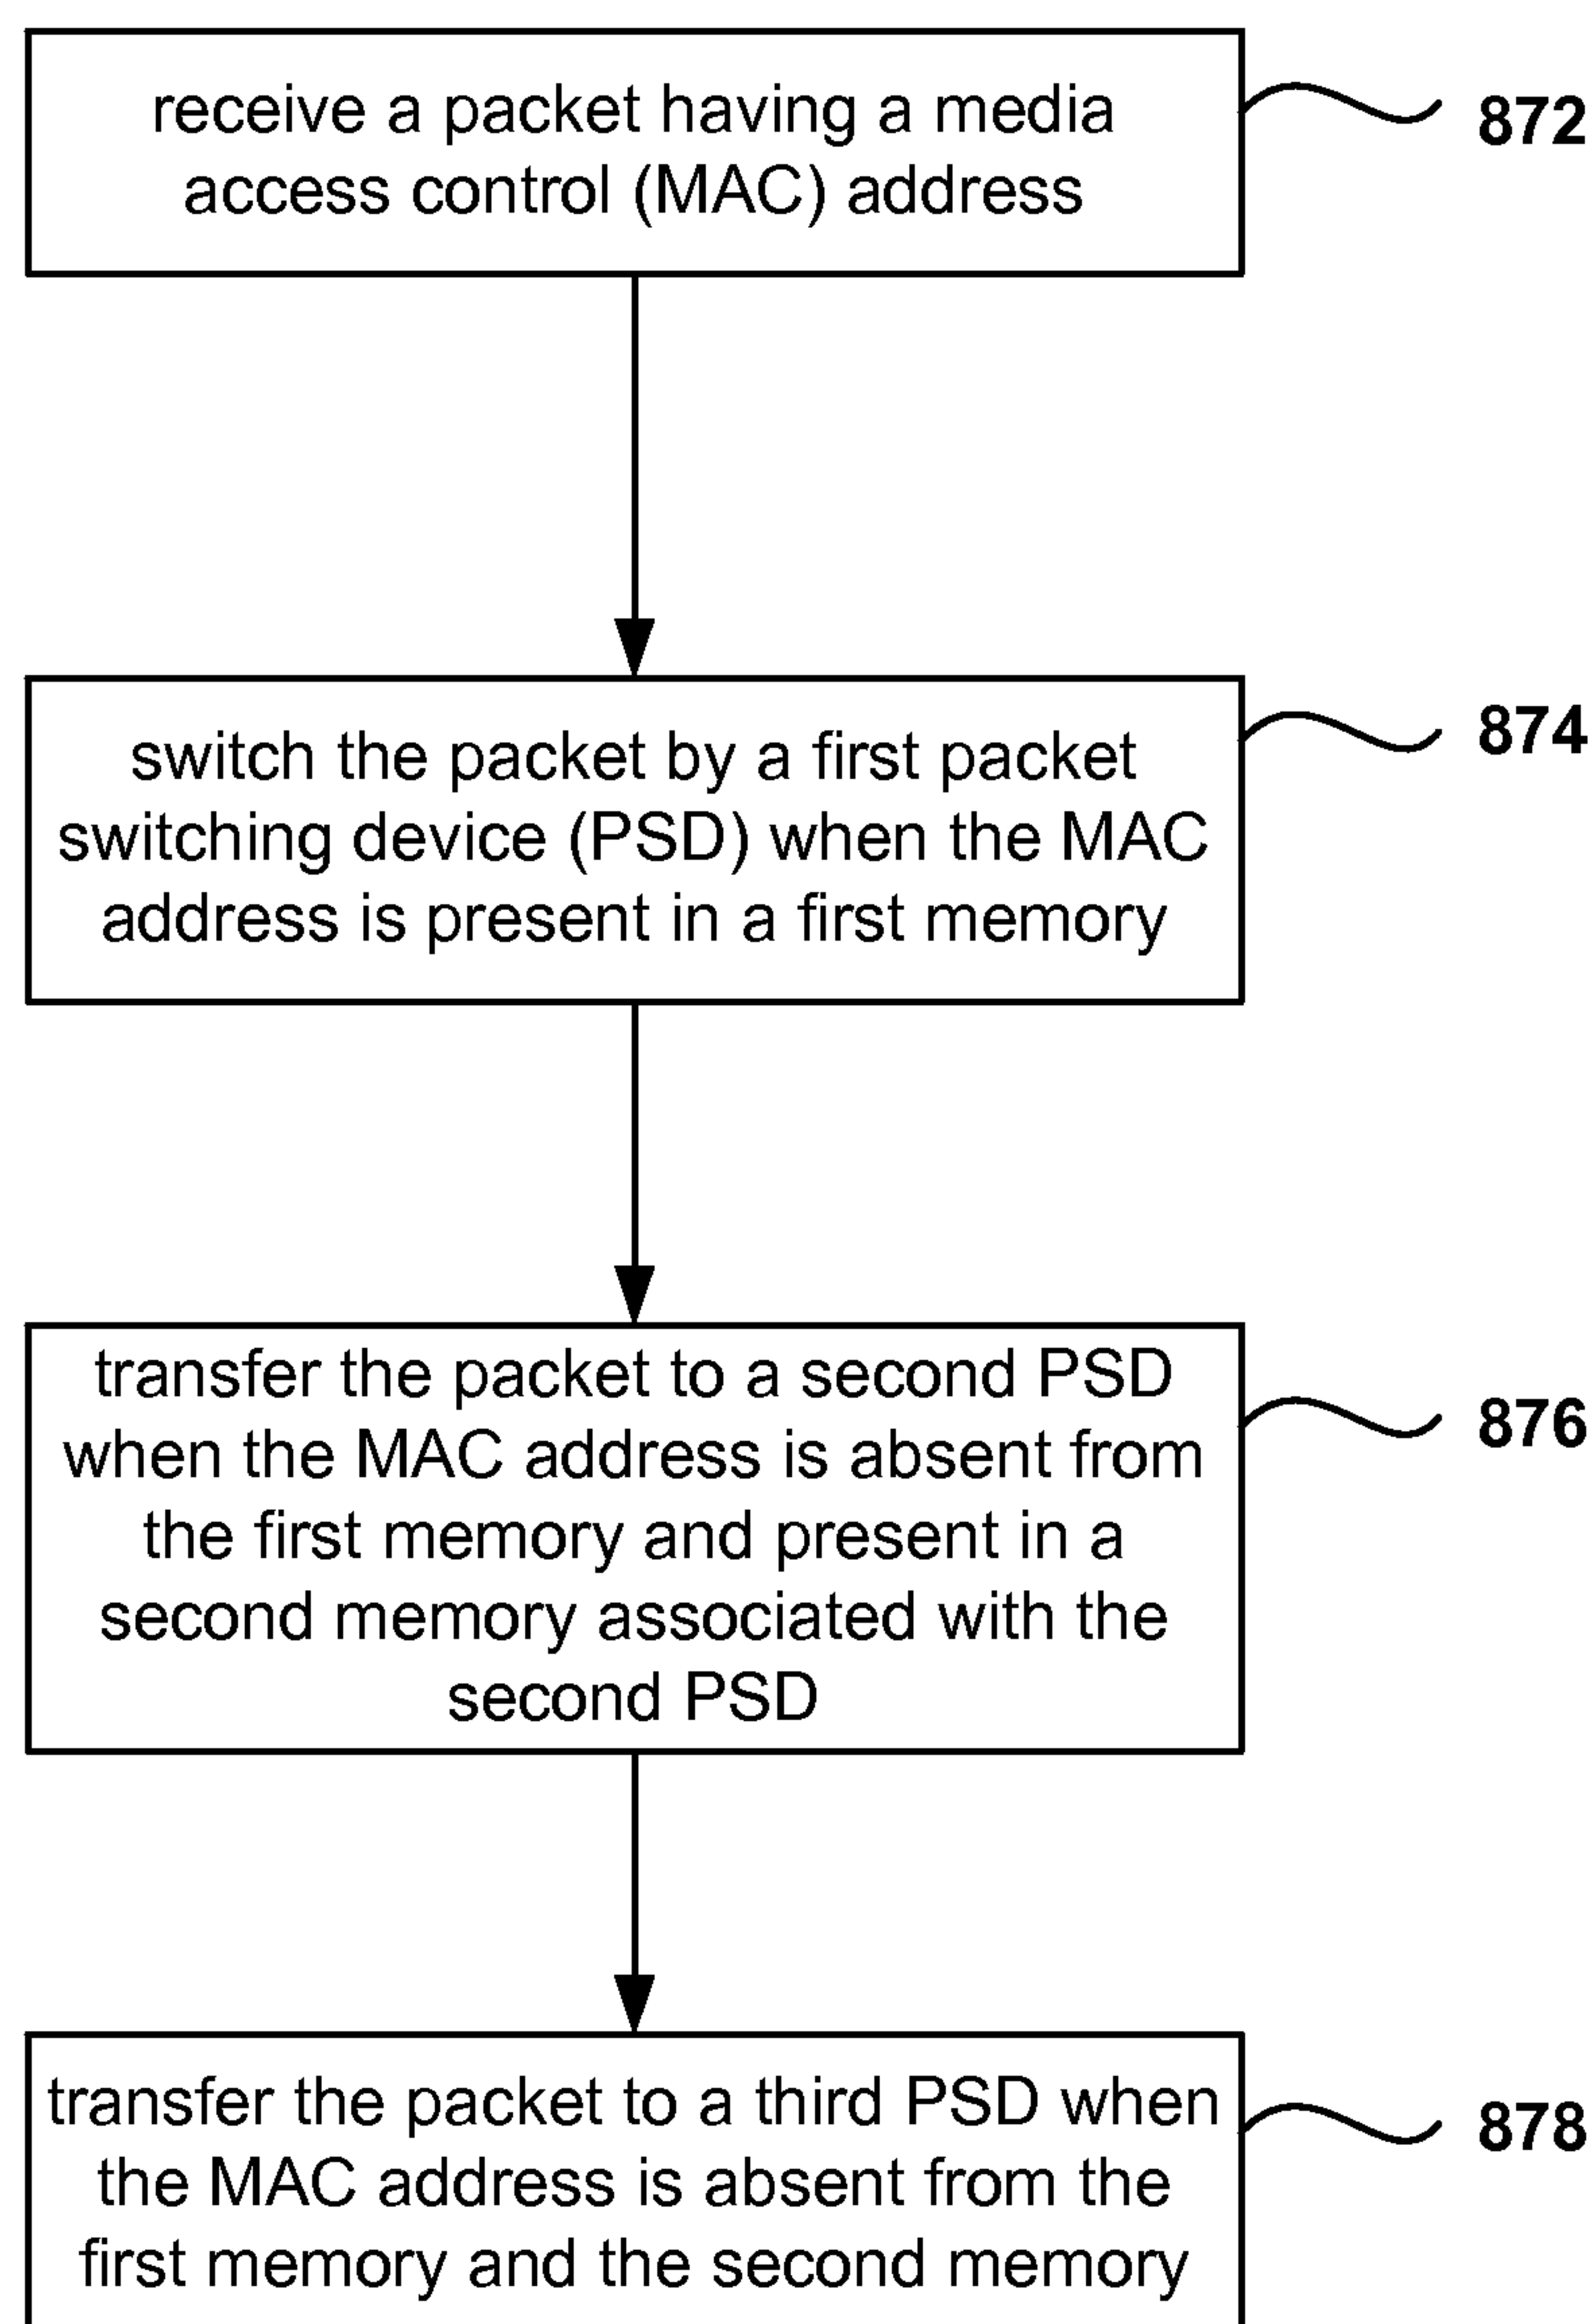 receive a packet having a media
access control (MAC) address
872
switch the packet by a first packet
switching device (PSD) when the MAC
address is present in a first memory
874
transfer the packet to a second PSD
when the MAC address is absent from
the first memory and present in a
second memory associated with the
second PSD
876
transfer the packet to a third PSD when
the MAC address is absent from the
first memory and the second memory
878